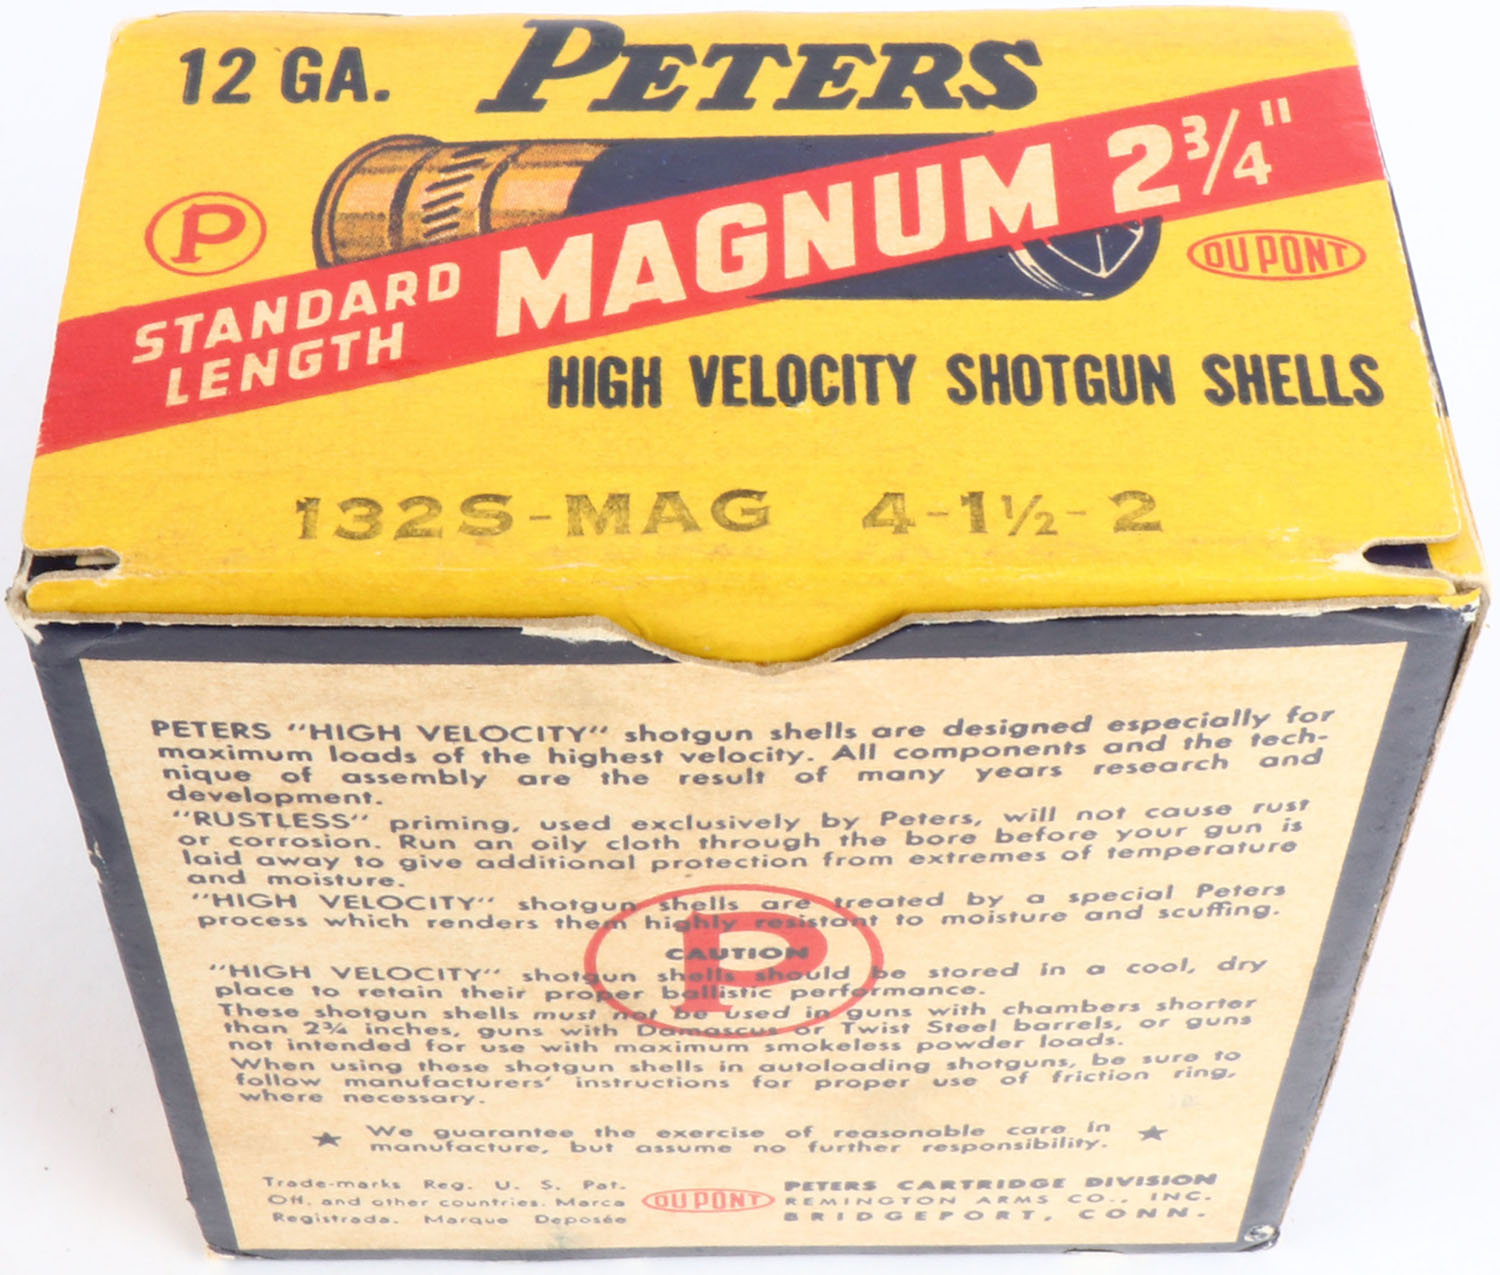 12 GA. PETERS
P
STANDARD
LENGTH
MAGNUM 2¾"
DU PONT
HIGH VELOCITY SHOTGUN SHELLS
132S-MAG 4-1½-2
PETERS "HIGH VELOCITY" shotgun shells are designed especially for
maximum loads of the highest velocity. All components and the tech-
nique of assembly are the result of many years research and
development.
"RUSTLESS" priming, used exclusively by Peters, will not cause rust
or corrosion. Run an oily cloth through the bore before your gun is
laid away to give additional protection from extremes of temperature
and moisture.
"HIGH VELOCITY" shotgun shells are treated by a special Peters
process which renders them highly resistant to moisture and scuffing.
P
CAUTION
"HIGH VELOCITY" shotgun shells should be stored in a cool, dry
place to retain their proper ballistic performance.
These shotgun shells must not be used in guns with chambers shorter
than 2¾ inches, guns with Damascus or Twist Steel barrels, or guns
not intended for use with maximum smokeless powder loads.
When using these shotgun shells in autoloading shotguns, be sure to
follow manufacturers' instructions for proper use of friction ring,
where necessary.
★ We guarantee the exercise of reasonable care in ★
manufacture, but assume no further responsibility.
Trade-marks Reg. U. S. Pat.
Off. and other countries. Marca
Registrada. Marque Deposée
DU PONT
PETERS CARTRIDGE DIVISION
REMINGTON ARMS CO., INC.
BRIDGEPORT, CONN.